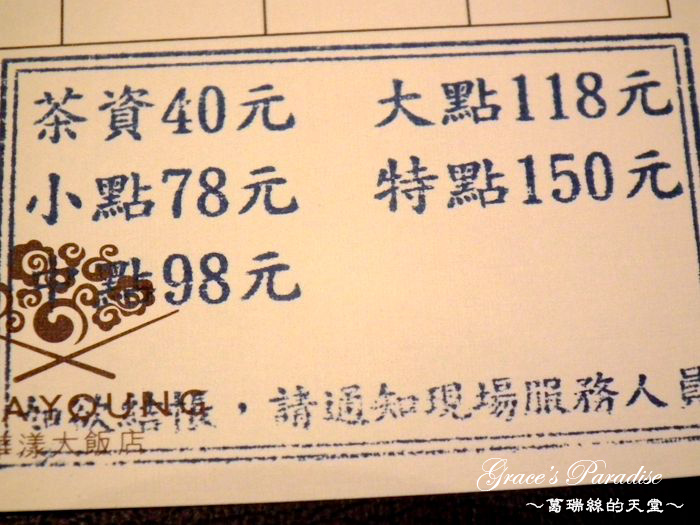 茶資40元 大點118元
小點78元 特點150元
中點98元
結帳，請通知現場服務人員
AYOUNG
漾大飯店
Grace's Paradise
～葛瑞絲的天堂～